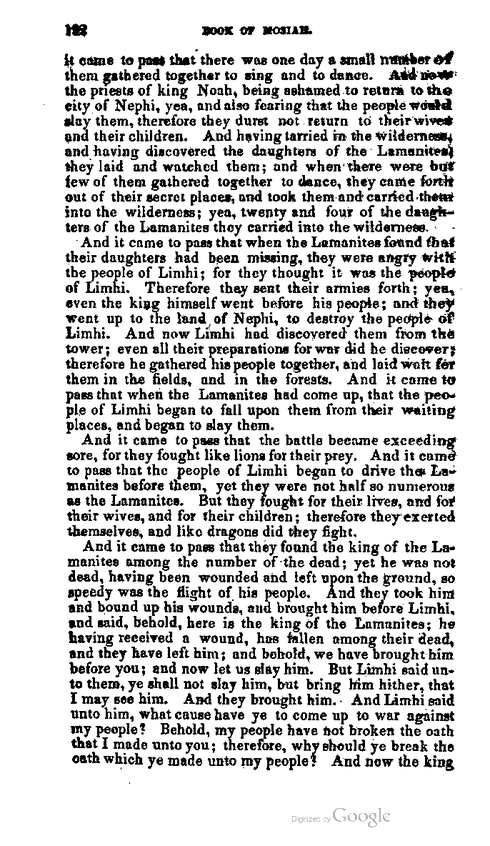 122 BOOK OF MOSIAH.
it came to pass that there was one day a small number of
them gathered together to sing and to dance. And now
the priests of king Noah, being ashamed to return to the
city of Nephi, yea, and also fearing that the people would
slay them, therefore they durst not return to their wives
and their children. And having tarried in the wilderness,
and having discovered the daughters of the Lamanites,
they laid and watched them; and when there were but
few of them gathered together to dance, they came forth
out of their secret places, and took them and carried them
into the wilderness; yea, twenty and four of the daugh-
ters of the Lamanites they carried into the wilderness.
And it came to pass that when the Lamanites found that
their daughters had been missing, they were angry with
the people of Limhi; for they thought it was the people
of Limhi. Therefore they sent their armies forth; yea,
even the king himself went before his people; and they
went up to the land of Nephi, to destroy the people of
Limhi. And now Limhi had discovered them from the
tower; even all their preparations for war did he discover;
therefore he gathered his people together, and laid wait for
them in the fields, and in the forests. And it came to
pass that when the Lamanites had come up, that the peo-
ple of Limhi began to fall upon them from their waiting
places, and began to slay them.
And it came to pass that the battle became exceeding
sore, for they fought like lions for their prey. And it came
to pass that the people of Limhi began to drive the La-
manites before them, yet they were not half so numerous
as the Lamanites. But they fought for their lives, and for
their wives, and for their children; therefore they exerted
themselves, and like dragons did they fight.
And it came to pass that they found the king of the La-
manites among the number of the dead; yet he was not
dead, having been wounded and left upon the ground, so
speedy was the flight of his people. And they took him
and bound up his wounds, and brought him before Limhi,
and said, behold, here is the king of the Lamanites; he
having received a wound, has fallen among their dead,
and they have left him; and behold, we have brought him
before you; and now let us slay him. But Limhi said un-
to them, ye shall not slay him, but bring him hither, that
I may see him. And they brought him. And Limhi said
unto him, what cause have ye to come up to war against
my people? Behold, my people have not broken the oath
that I made unto you; therefore, why should ye break the
oath which ye made unto my people? And now the king
Digitized by Google